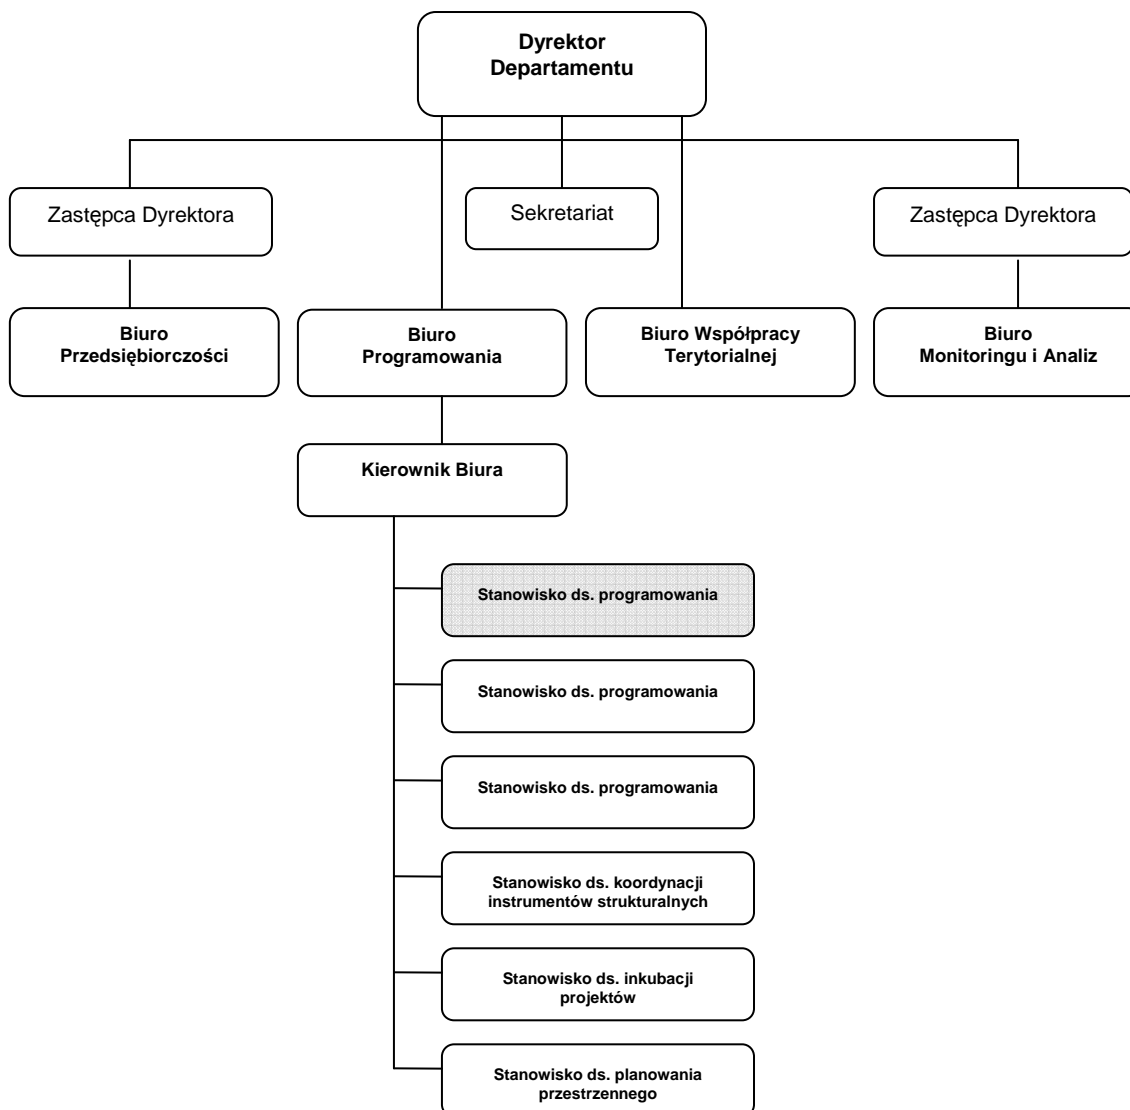 Dyrektor
Departamentu
Zastępca Dyrektora
Sekretariat
Zastępca Dyrektora
Biuro
Przedsiębiorczości
Biuro
Programowania
Biuro Współpracy
Terytorialnej
Biuro
Monitoringu i Analiz
Kierownik Biura
Stanowisko ds. programowania
Stanowisko ds. programowania
Stanowisko ds. programowania
Stanowisko ds. koordynacji
instrumentów strukturalnych
Stanowisko ds. inkubacji
projektów
Stanowisko ds. planowania
przestrzennego